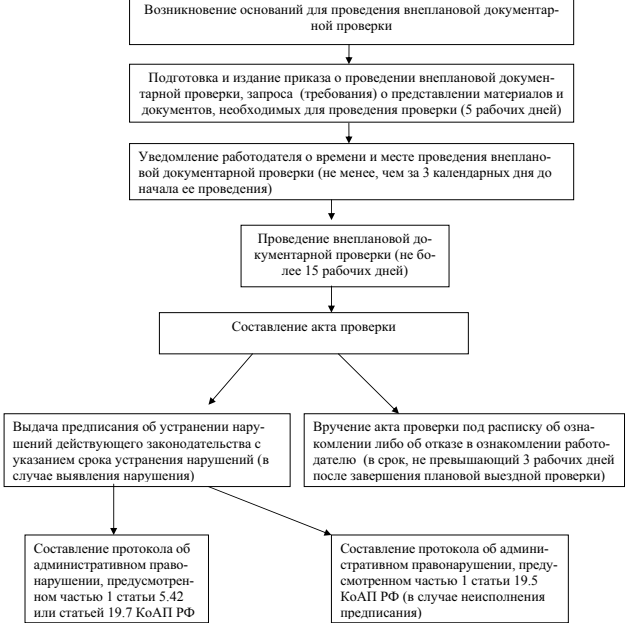 Возникновение оснований для проведения внеплановой документар-
ной проверки
Подготовка и издание приказа о проведении внеплановой докумен-
тарной проверки, запроса (требования) о представлении материалов и
документов, необходимых для проведения проверки (5 рабочих дней)
Уведомление работодателя о времени и месте проведения внеплано-
вой документарной проверки (не менее, чем за 3 календарных дня до
начала ее проведения)
Проведение внеплановой до-
кументарной проверки (не бо-
лее 15 рабочих дней)
Составление акта проверки
Выдача предписания об устранении нару-
шений действующего законодательства с
указанием срока устранения нарушений (в
случае выявления нарушения)
Вручение акта проверки под расписку об озна-
комлении либо об отказе в ознакомлении работо-
дателю (в срок, не превышающий 3 рабочих дней
после завершения плановой выездной проверки)
Составление протокола об
административном право-
нарушении, предусмотрен-
ном частью 1 статьи 5.42
или статьей 19.7 КоАП РФ
Составление протокола об админи-
стративном правонарушении, преду-
смотренном частью 1 статьи 19.5
КоАП РФ (в случае неисполнения
предписания)